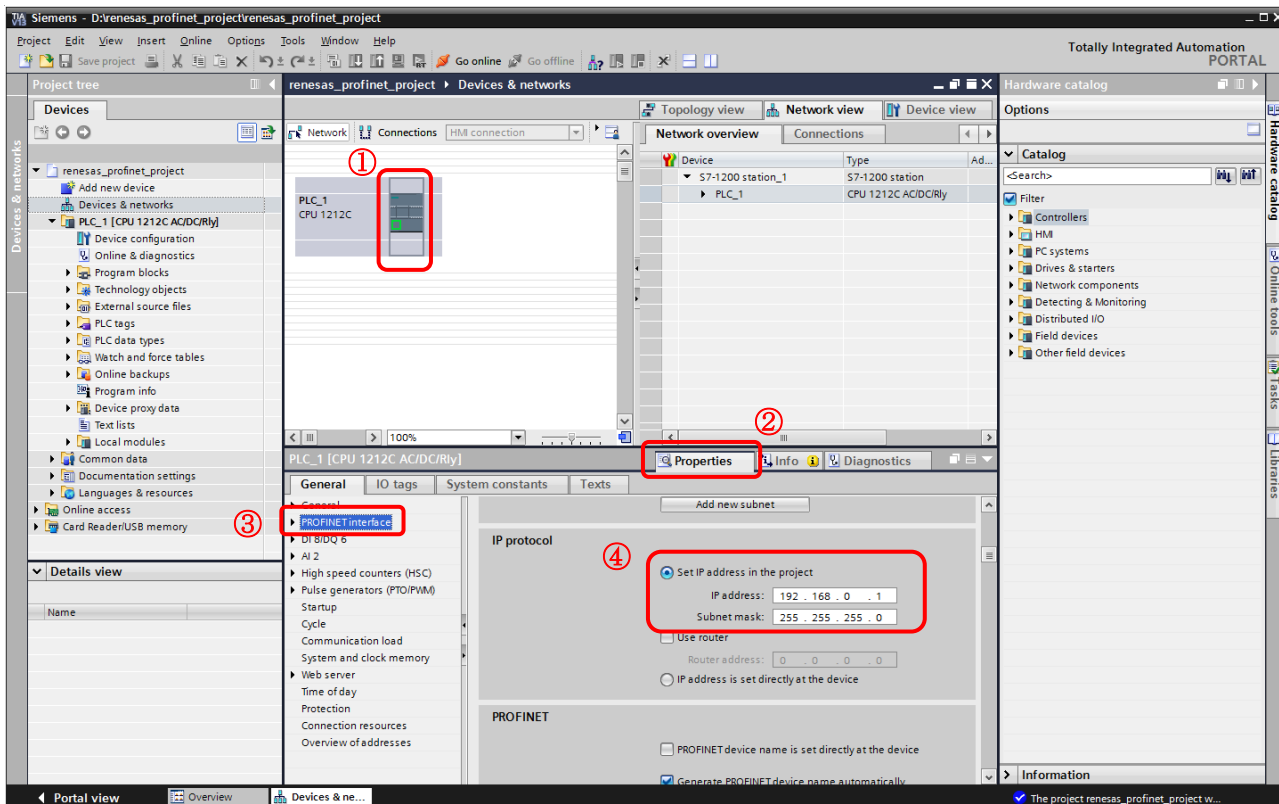 Siemens - D:\renesas_profinet_project\renesas_profinet_project
Project Edit View Insert Online Options Tools Window Help
Totally Integrated Automation
PORTAL
Save project
Go online
Go offline
Project tree
Devices
Devices & networks
renesas_profinet_project
Add new device
Devices & networks
PLC_1 [CPU 1212C AC/DC/Rly]
Device configuration
Online & diagnostics
Program blocks
Technology objects
External source files
PLC tags
PLC data types
Watch and force tables
Online backups
Program info
Device proxy data
Text lists
Local modules
Common data
Documentation settings
Languages & resources
Online access
Card Reader/USB memory
Details view
Name
renesas_profinet_project Devices & networks
Topology view Network view Device view
Network Connections HMI connection
①
PLC_1
CPU 1212C
100%
Network overview Connections
Device Type Ad...
S7-1200 station_1 S7-1200 station
PLC_1 CPU 1212C AC/DC/Rly
②
PLC_1 [CPU 1212C AC/DC/Rly]
Properties Info Diagnostics
General IO tags System constants Texts
③
General
PROFINET interface
DI 8/DQ 6
AI 2
High speed counters (HSC)
Pulse generators (PTO/PWM)
Startup
Cycle
Communication load
System and clock memory
Web server
Time of day
Protection
Connection resources
Overview of addresses
Add new subnet
IP protocol
④
Set IP address in the project
IP address: 192 . 168 . 0 . 1
Subnet mask: 255 . 255 . 255 . 0
Use router
Router address: 0 . 0 . 0 . 0
IP address is set directly at the device
PROFINET
PROFINET device name is set directly at the device
Generate PROFINET device name automatically
Hardware catalog
Options
Catalog
<Search>
Filter
Controllers
HMI
PC systems
Drives & starters
Network components
Detecting & Monitoring
Distributed I/O
Field devices
Other field devices
Information
Hardware catalog
Online tools
Tasks
Libraries
Portal view
Overview
Devices & ne...
The project renesas_profinet_project w...